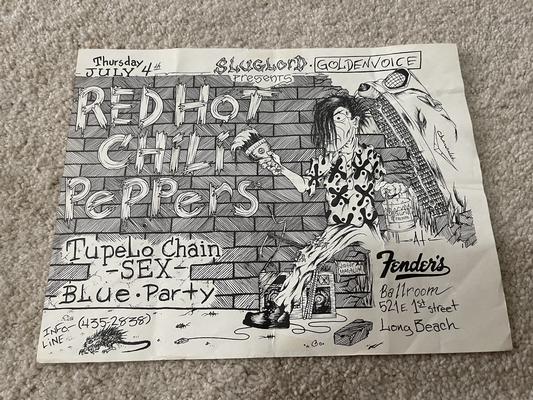 Thursday
JULY 4th
SLUGLORD · GOLDENVOICE
presents
RED HOT
CHiLi
PePPeRs
TupeLo Chain
-SEX-
Blue·Party
INFO- (435-2838)
LINE
Fender's
Ballroom
521 E. 1st street
Long Beach